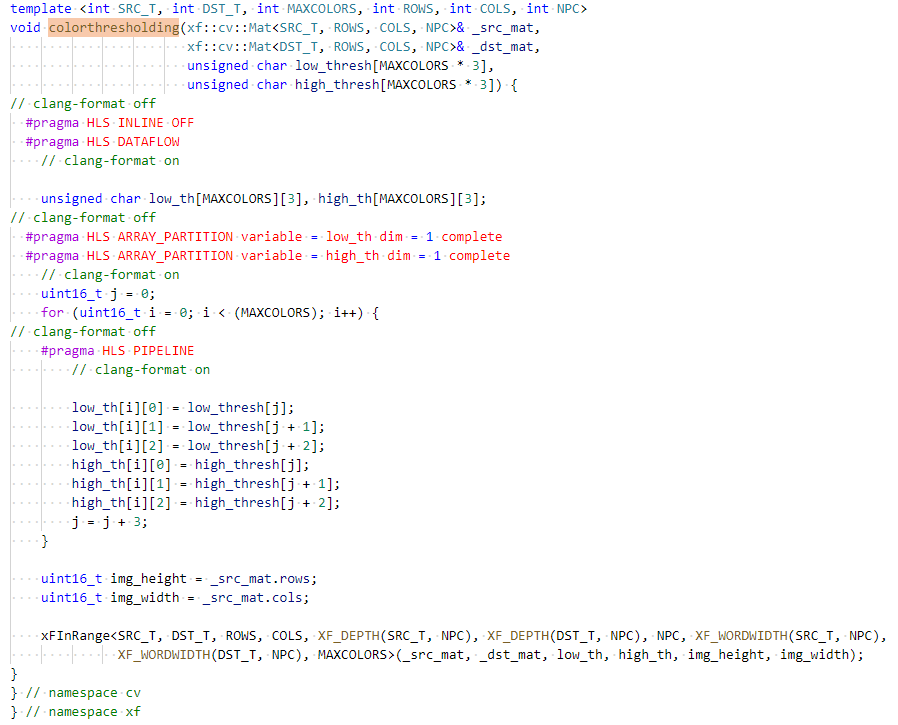 template <int SRC_T, int DST_T, int MAXCOLORS, int ROWS, int COLS, int NPC>
void colorthresholding(xf::cv::Mat<SRC_T, ROWS, COLS, NPC>& _src_mat,
                       xf::cv::Mat<DST_T, ROWS, COLS, NPC>& _dst_mat,
                       unsigned char low_thresh[MAXCOLORS * 3],
                       unsigned char high_thresh[MAXCOLORS * 3]) {
// clang-format off
  #pragma HLS INLINE OFF
  #pragma HLS DATAFLOW
    // clang-format on

    unsigned char low_th[MAXCOLORS][3], high_th[MAXCOLORS][3];
// clang-format off
  #pragma HLS ARRAY_PARTITION variable = low_th dim = 1 complete
  #pragma HLS ARRAY_PARTITION variable = high_th dim = 1 complete
    // clang-format on
    uint16_t j = 0;
    for (uint16_t i = 0; i < (MAXCOLORS); i++) {
// clang-format off
    #pragma HLS PIPELINE
        // clang-format on

        low_th[i][0] = low_thresh[j];
        low_th[i][1] = low_thresh[j + 1];
        low_th[i][2] = low_thresh[j + 2];
        high_th[i][0] = high_thresh[j];
        high_th[i][1] = high_thresh[j + 1];
        high_th[i][2] = high_thresh[j + 2];
        j = j + 3;
    }

    uint16_t img_height = _src_mat.rows;
    uint16_t img_width = _src_mat.cols;

    xFInRange<SRC_T, DST_T, ROWS, COLS, XF_DEPTH(SRC_T, NPC), XF_DEPTH(DST_T, NPC), NPC, XF_WORDWIDTH(SRC_T, NPC),
              XF_WORDWIDTH(DST_T, NPC), MAXCOLORS>(_src_mat, _dst_mat, low_th, high_th, img_height, img_width);
}
} // namespace cv
} // namespace xf